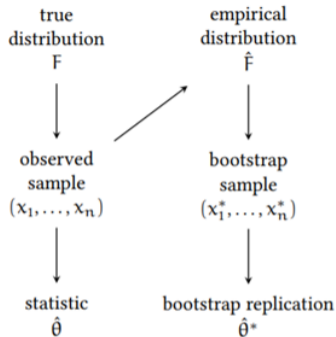 true
distribution
F
observed
sample
(x₁, . . . , xₙ)
statistic
θ̂
empirical
distribution
F̂
bootstrap
sample
(x₁*, . . . , xₙ*)
bootstrap replication
θ̂*